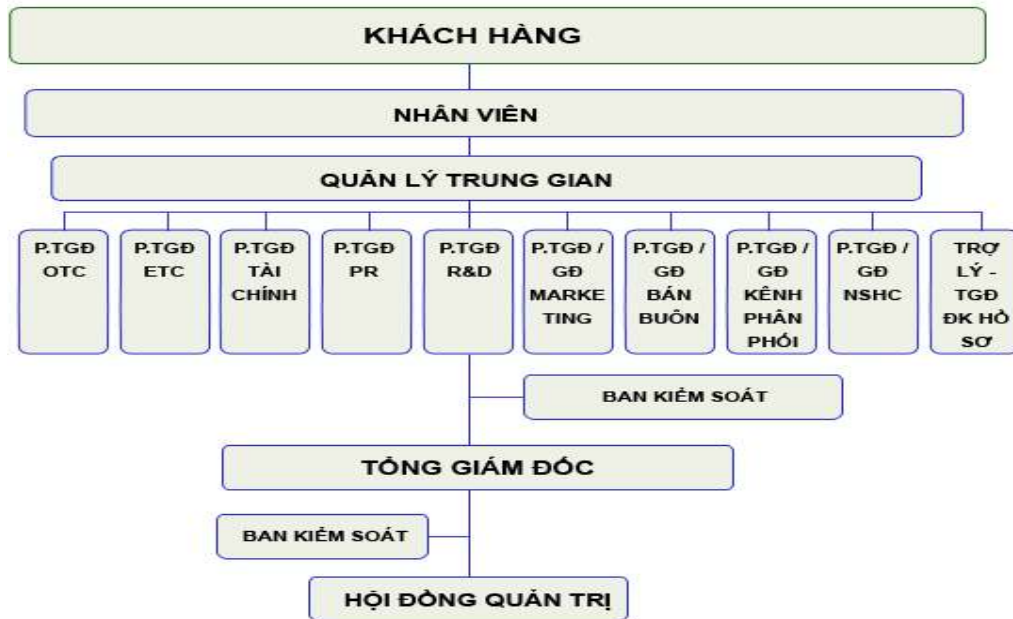 KHÁCH HÀNG
NHÂN VIÊN
QUẢN LÝ TRUNG GIAN
P.TGĐ
OTC
P.TGĐ
ETC
P.TGĐ
TÀI
CHÍNH
P.TGĐ
PR
P.TGĐ
R&D
P.TGĐ /
GĐ
MARKE
TING
P.TGĐ /
GĐ
BÁN
BUÔN
P.TGĐ /
GĐ
KÊNH
PHÂN
PHỐI
P.TGĐ /
GĐ
NSHC
TRỢ
LÝ -
TGĐ
ĐK HỒ
SƠ
BAN KIỂM SOÁT
TỔNG GIÁM ĐỐC
BAN KIỂM SOÁT
HỘI ĐỒNG QUẢN TRỊ